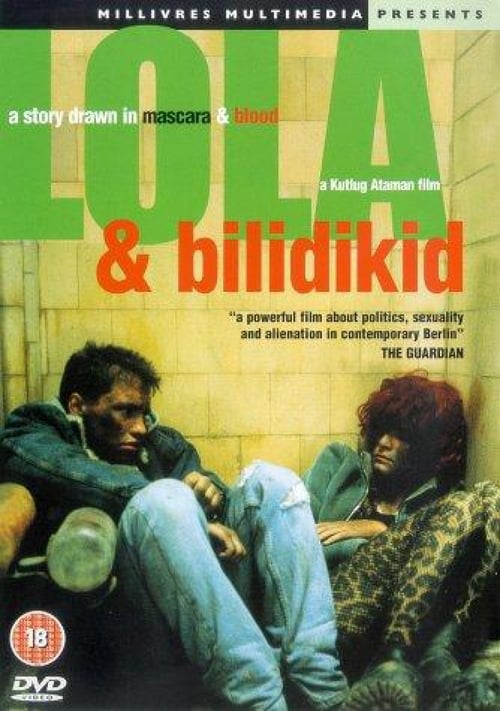 MILLIVRES MULTIMEDIA PRESENTS
LOLA
a story drawn in mascara & blood
a Kutlug Ataman film
& bilidikid
"a powerful film about politics, sexuality
and alienation in contemporary Berlin"
THE GUARDIAN
18
DVD
VIDEO